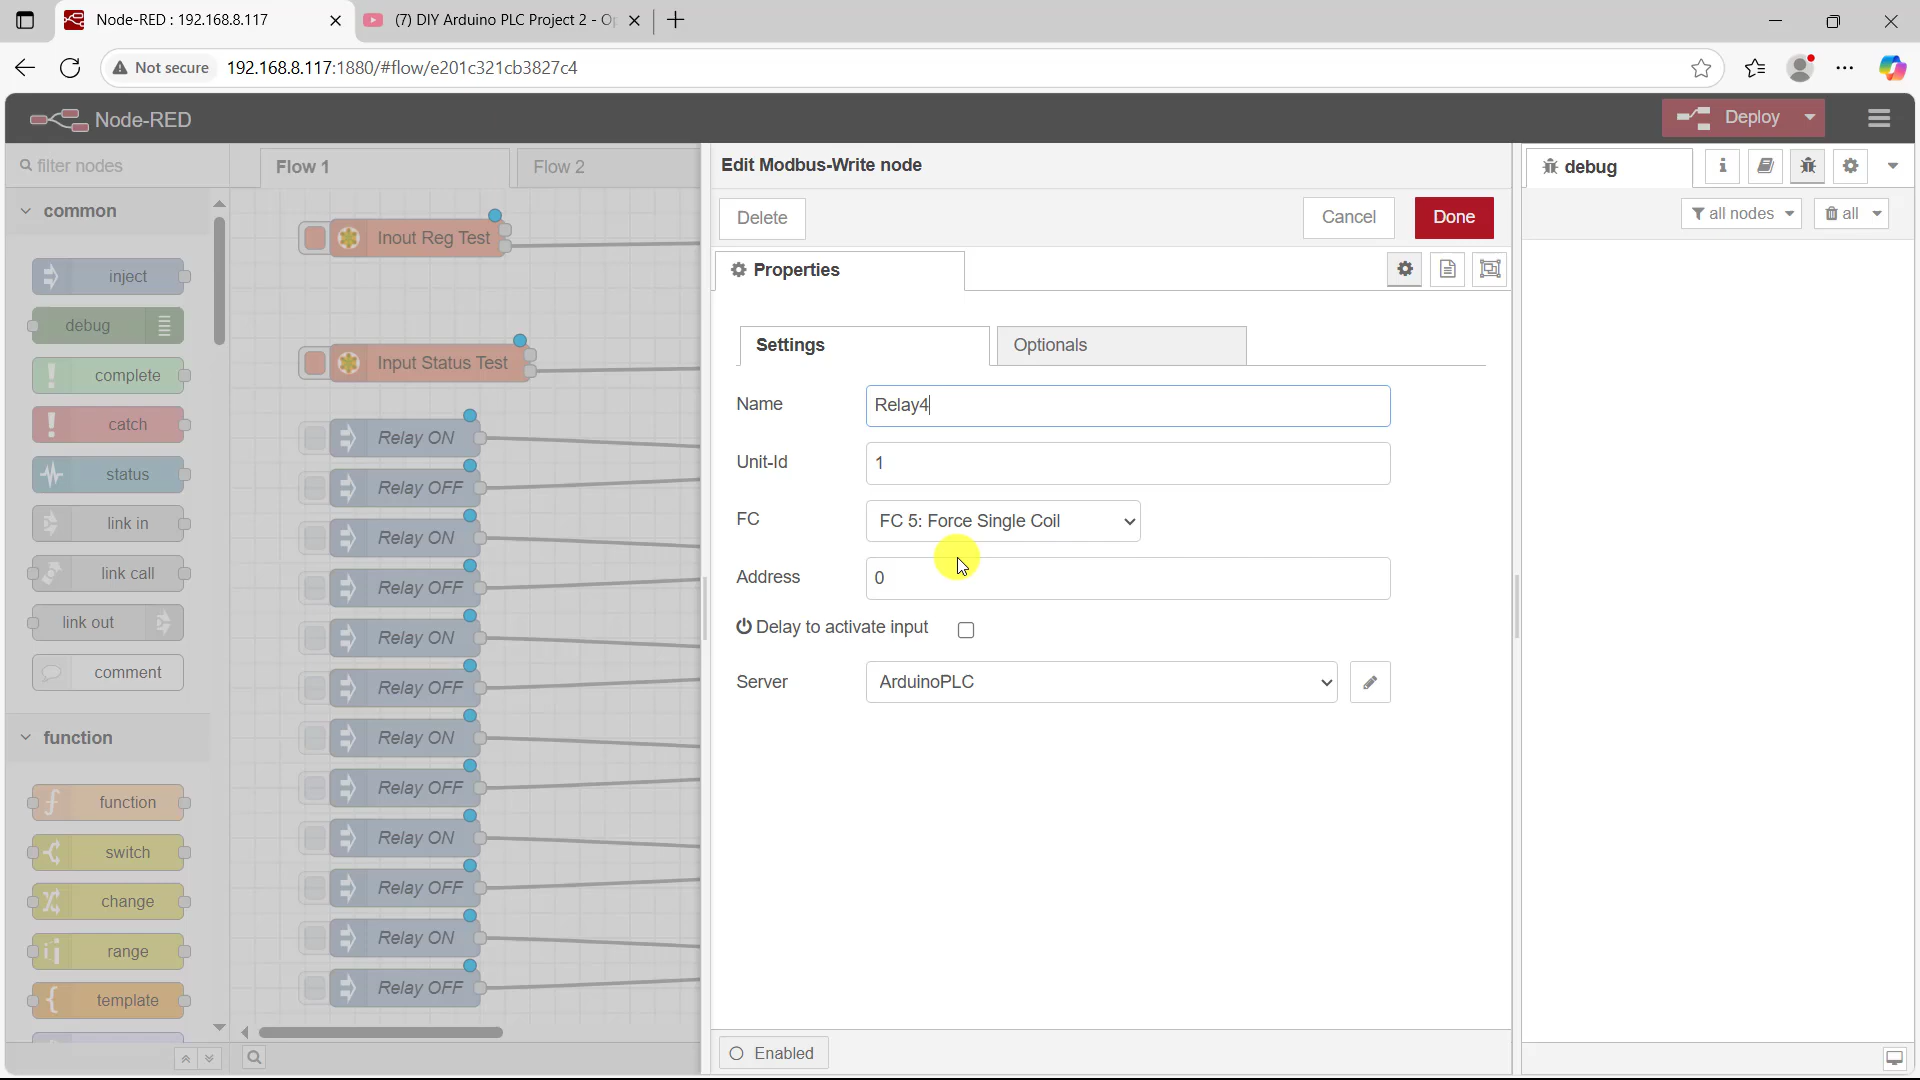 Node-RED : 192.168.8.117
(7) DIY Arduino PLC Project 2 - Op
Not secure
192.168.8.117:1880/#flow/e201c321cb3827c4
Node-RED
Deploy
filter nodes
Flow 1
Flow 2
Edit Modbus-Write node
debug
common
Delete
Cancel
Done
all nodes
all
inject
debug
complete
catch
status
link in
link call
link out
comment
function
function
switch
change
range
template
Inout Reg Test
Input Status Test
Relay ON
Relay OFF
Relay ON
Relay OFF
Relay ON
Relay OFF
Relay ON
Relay OFF
Relay ON
Relay OFF
Relay ON
Relay OFF
Properties
Settings
Optionals
Name
Relay4
Unit-Id
1
FC
FC 5: Force Single Coil
Address
0
Delay to activate input
Server
ArduinoPLC
Enabled